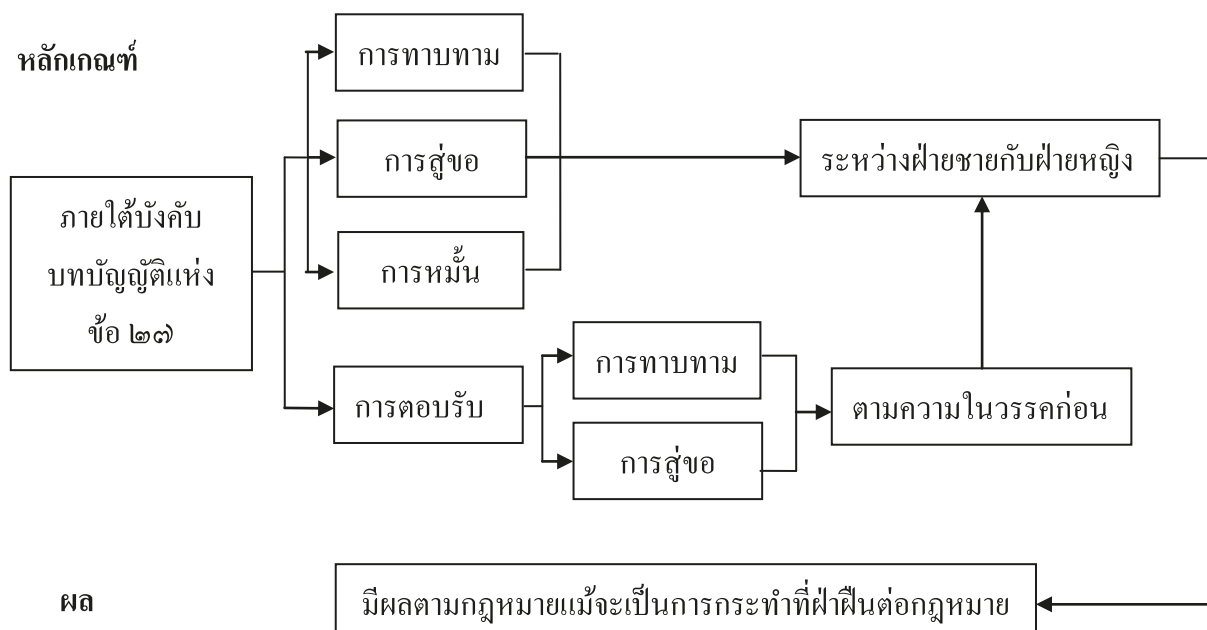 หลักเกณฑ์
การทาบทาม
การสู่ขอ
ระหว่างฝ่ายชายกับฝ่ายหญิง
ภายใต้บังคับ
บทบัญญัติแห่ง
ข้อ ๒๗
การหมั้น
การตอบรับ
การทาบทาม
การสู่ขอ
ตามความในวรรคก่อน
ผล
มีผลตามกฎหมายแม้จะเป็นการกระทำที่ฝ่าฝืนต่อกฎหมาย